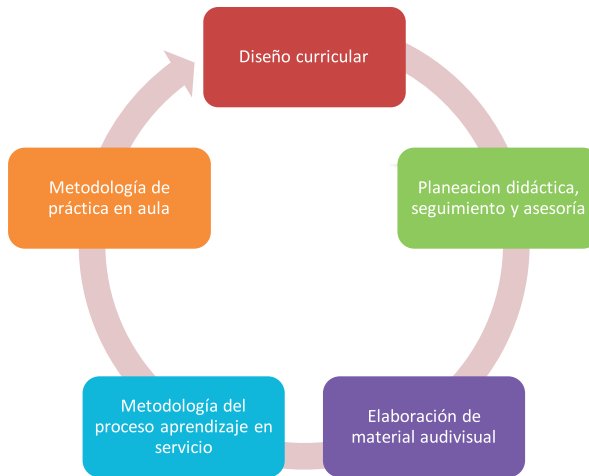 Diseño curricular
Planeacion didáctica,
seguimiento y asesoría
Elaboración de
material audivisual
Metodología del
proceso aprendizaje en
servicio
Metodología de
práctica en aula